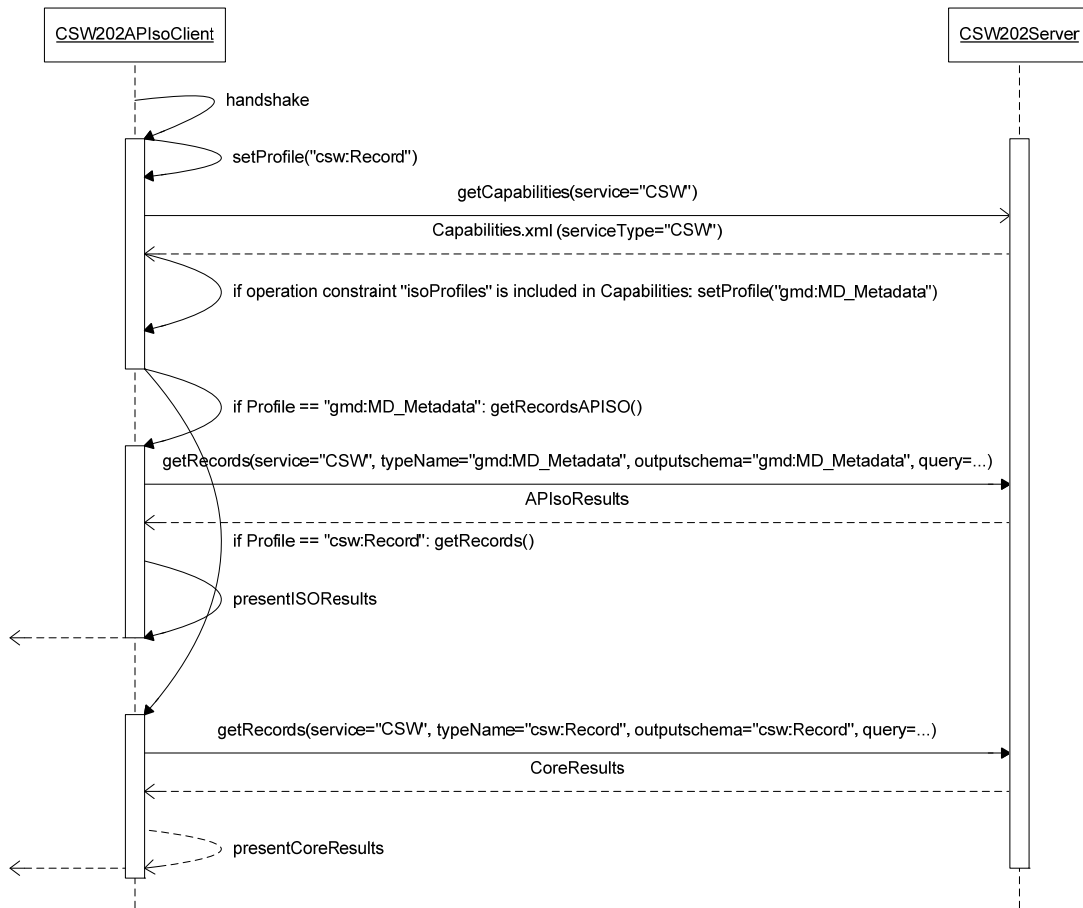 CSW202APIsoClient
CSW202Server
handshake
setProfile("csw:Record")
getCapabilities(service="CSW")
Capabilities.xml (serviceType="CSW")
if operation constraint "isoProfiles" is included in Capabilities: setProfile("gmd:MD_Metadata")
if Profile == "gmd:MD_Metadata": getRecordsAPISO()
getRecords(service="CSW", typeName="gmd:MD_Metadata", outputschema="gmd:MD_Metadata", query=...)
APIsoResults
if Profile == "csw:Record": getRecords()
presentISOResults
getRecords(service="CSW", typeName="csw:Record", outputschema="csw:Record", query=...)
CoreResults
presentCoreResults